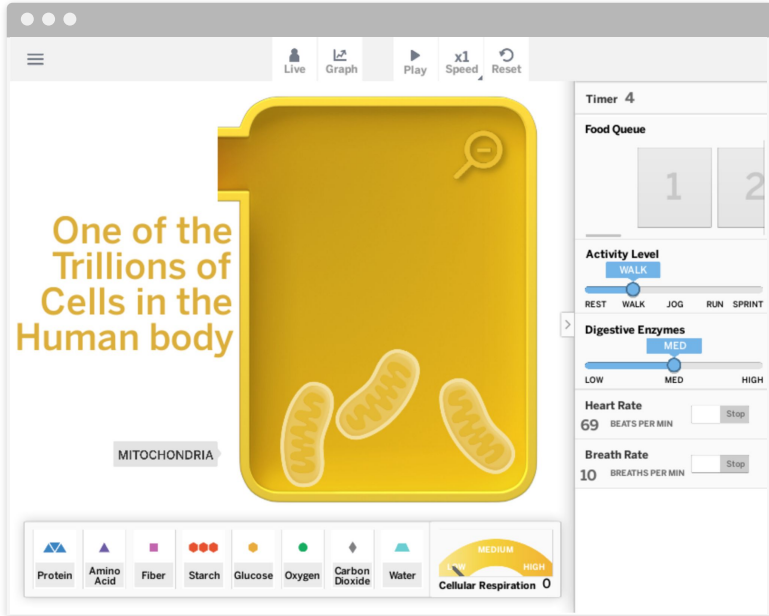 Live
Graph
Play
x1
Speed
Reset
Timer 4
Food Queue
1
2
Activity Level
WALK
REST WALK JOG RUN SPRINT
Digestive Enzymes
MED
LOW MED HIGH
Heart Rate
69 BEATS PER MIN
Stop
Breath Rate
10 BREATHS PER MIN
Stop
One of the
Trillions of
Cells in the
Human body
MITOCHONDRIA
Protein
Amino
Acid
Fiber
Starch
Glucose
Oxygen
Carbon
Dioxide
Water
MEDIUM
LOW HIGH
Cellular Respiration 0